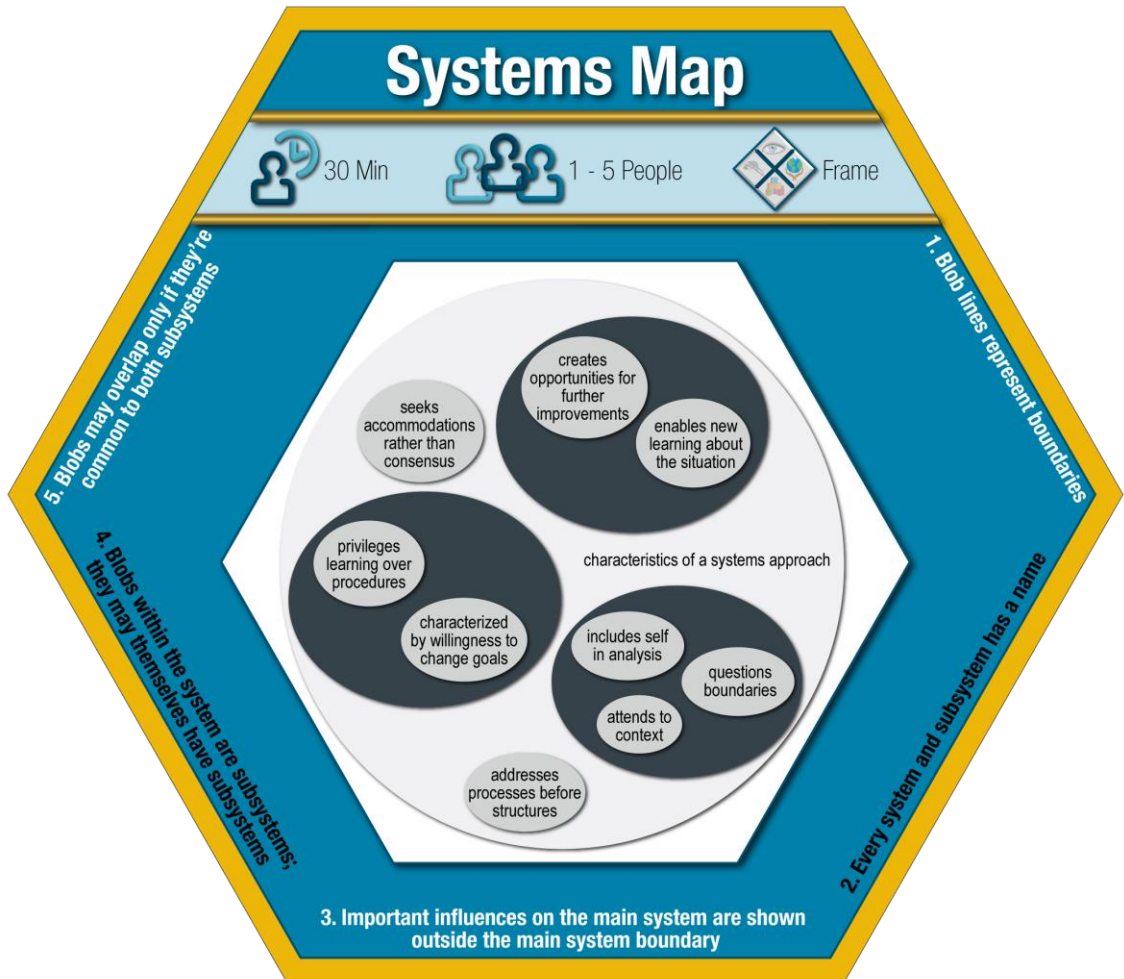 Systems Map
30 Min
1 - 5 People
Frame
1. Blob lines represent boundaries
2. Every system and subsystem has a name
3. Important influences on the main system are shown
outside the main system boundary
4. Blobs within the system are subsystems;
they may themselves have subsystems
5. Blobs may overlap only if they're
common to both subsystems
creates
opportunities for
further
improvements
enables new
learning about
the situation
seeks
accommodations
rather than
consensus
privileges
learning over
procedures
characterized
by willingness to
change goals
characteristics of a systems approach
includes self
in analysis
questions
boundaries
attends to
context
addresses
processes before
structures